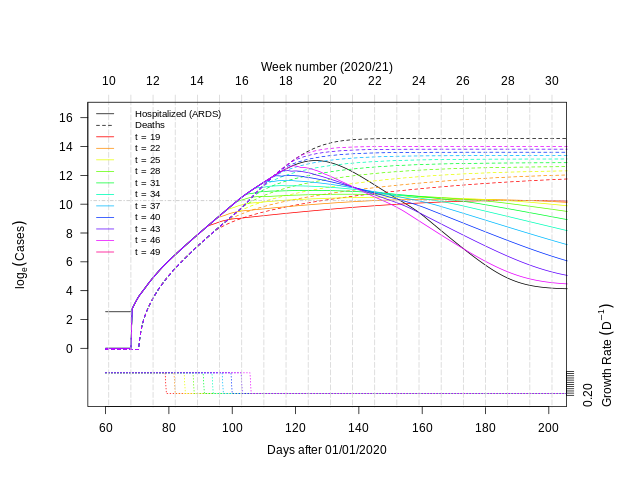 Week number (2020/21)
10 11 12 14 16 18 20 22 24 26 28 30
Hospitalized (ARDS)
Deaths
t = 19
t = 22
t = 25
t = 28
t = 31
t = 34
t = 37
t = 40
t = 43
t = 46
t = 49
16
14
12
10
8
6
4
2
0
loge(Cases)
0.20
Growth Rate (D−1)
60 80 100 120 140 160 180 200
Days after 01/01/2020